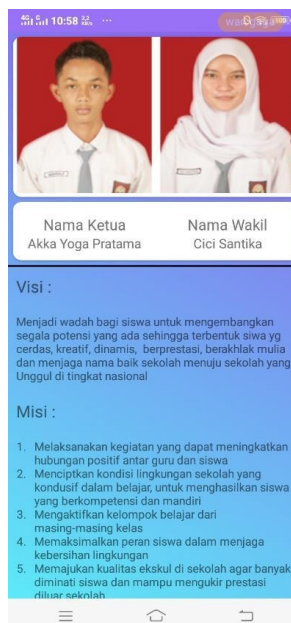 10:58
Nama Ketua
Akka Yoga Pratama
Nama Wakil
Cici Santika
Visi :
Menjadi wadah bagi siswa untuk mengembangkan
segala potensi yang ada sehingga terbentuk siwa yg
cerdas, kreatif, dinamis, berprestasi, berakhlak mulia
dan menjaga nama baik sekolah menuju sekolah yang
Unggul di tingkat nasional
Misi :
1. Melaksanakan kegiatan yang dapat meningkatkan
hubungan positif antar guru dan siswa
2. Menciptkan kondisi lingkungan sekolah yang
kondusif dalam belajar, untuk menghasilkan siswa
yang berkompetensi dan mandiri
3. Mengaktifkan kelompok belajar dari
masing-masing kelas
4. Memaksimalkan peran siswa dalam menjaga
kebersihan lingkungan
5. Memajukan kualitas ekskul di sekolah agar banyak
diminati siswa dan mampu mengukir prestasi
diluar sekolah